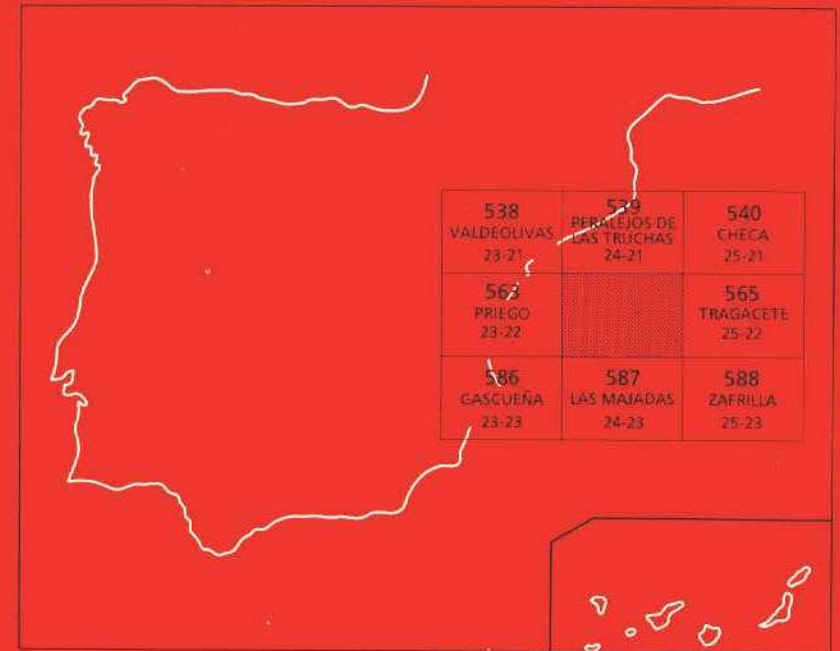 538
VALDEOLIVAS
23-21
539
PERALEJOS DE
LAS TRUCHAS
24-21
540
CHECA
25-21
563
PRIEGO
23-22
565
TRAGACETE
25-22
586
GASCUEÑA
23-23
587
LAS MAJADAS
24-23
588
ZAFRILLA
25-23